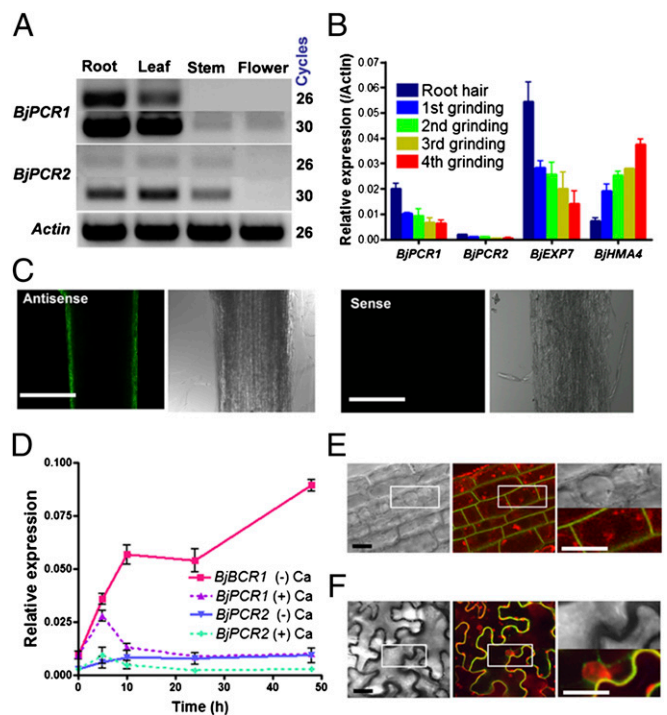 A
Root Leaf Stem Flower Cycles
BjPCR1 26
30
BjPCR2 26
30
Actin 26
B
Relative expression (/Actin)
0.07
0.06
0.05
0.04
0.03
0.02
0.01
0.00
Root hair
1st grinding
2nd grinding
3rd grinding
4th grinding
BjPCR1 BjPCR2 BjEXP7 BjHMA4
C
Antisense
Sense
D
Relative expression
0.100
0.075
0.050
0.025
0.000
BjBCR1 (-) Ca
BjPCR1 (+) Ca
BjPCR2 (-) Ca
BjPCR2 (+) Ca
0 10 20 30 40 50
Time (h)
E
F